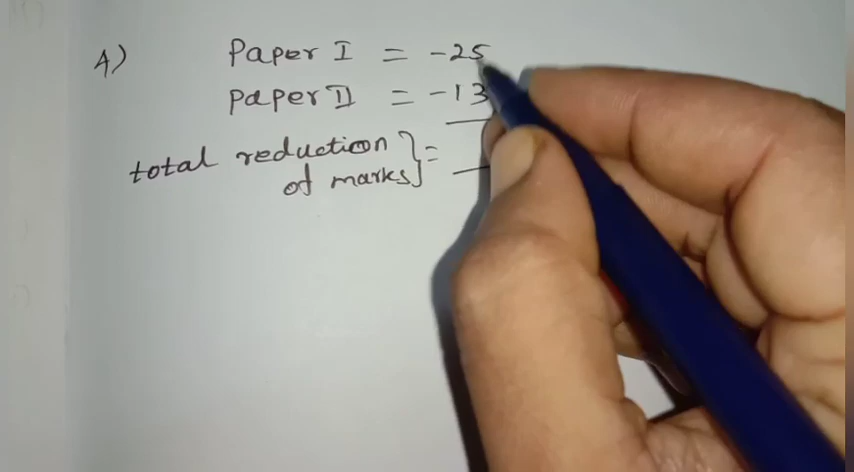 A) Paper I = -25
Paper II = -13
total reduction
of marks } =